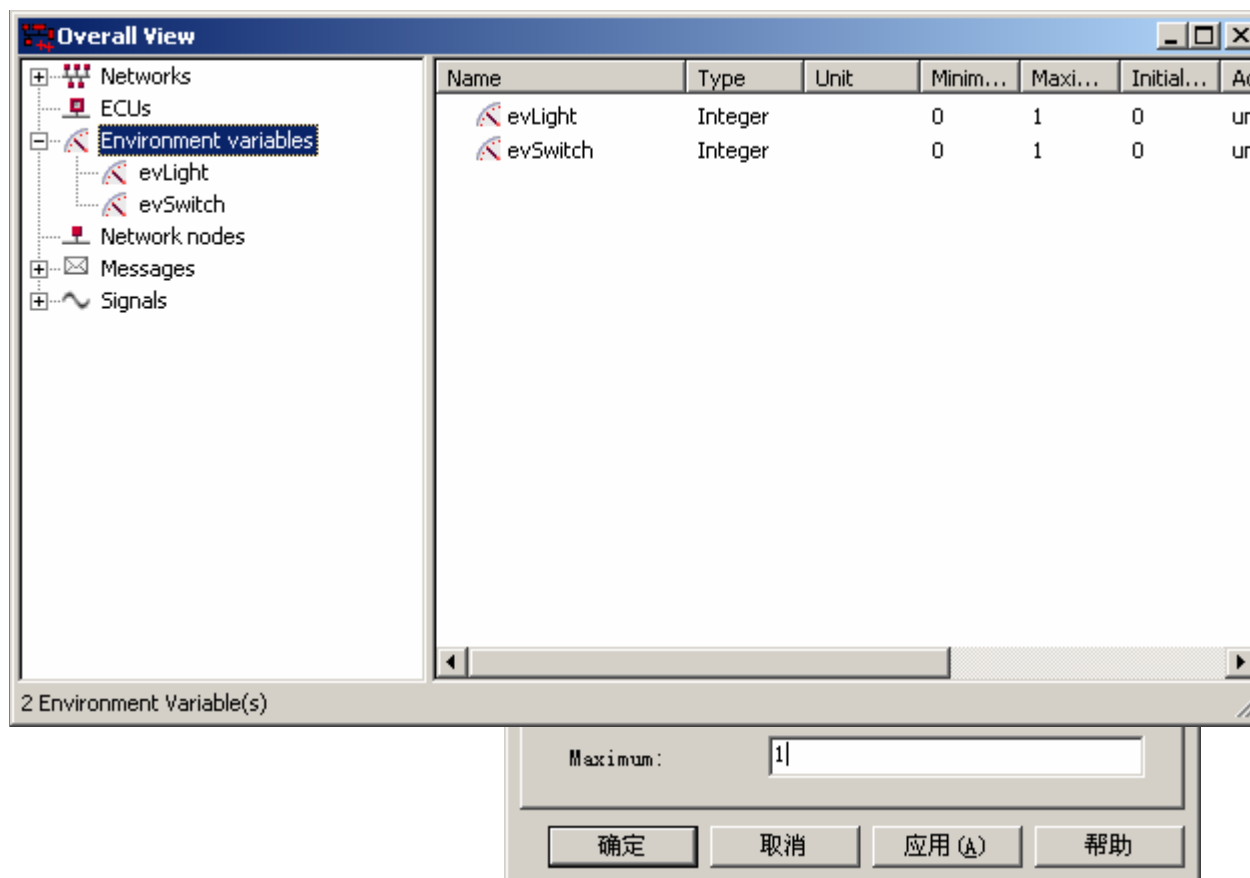 Overall View
Networks
ECUs
Environment variables
evLight
evSwitch
Network nodes
Messages
Signals
Name Type Unit Minim... Maxi... Initial...
evLight Integer 0 1 0
evSwitch Integer 0 1 0
2 Environment Variable(s)
Maximum: 1
确定 取消 应用(A) 帮助